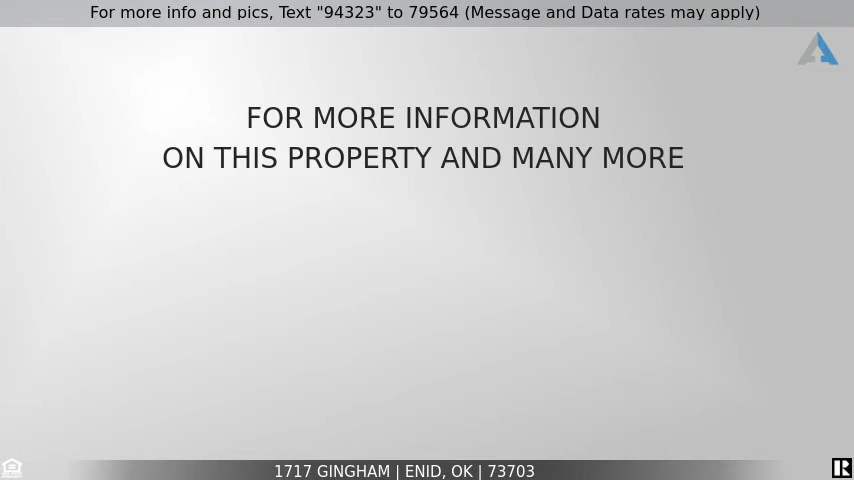 For more info and pics, Text "94323" to 79564 (Message and Data rates may apply)
FOR MORE INFORMATION
ON THIS PROPERTY AND MANY MORE
1717 GINGHAM | ENID, OK | 73703